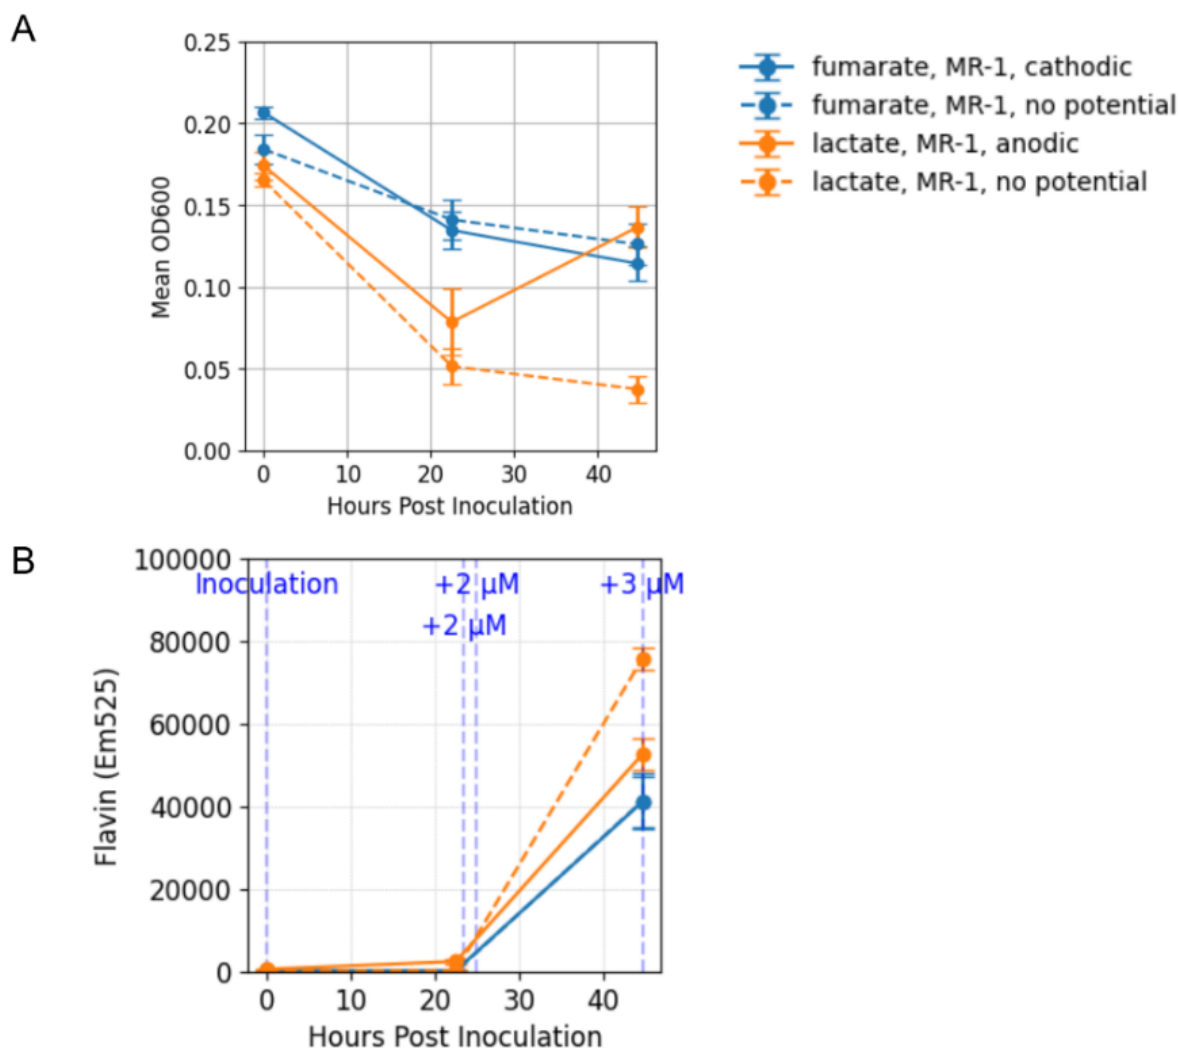 A
0.25
0.20
0.15
0.10
0.05
0.00
Mean OD600
0 10 20 30 40
Hours Post Inoculation
fumarate, MR-1, cathodic
fumarate, MR-1, no potential
lactate, MR-1, anodic
lactate, MR-1, no potential
B
100000
80000
60000
40000
20000
0
Flavin (Em525)
Inoculation +2 μM +3 μM
+2 μM
0 10 20 30 40
Hours Post Inoculation